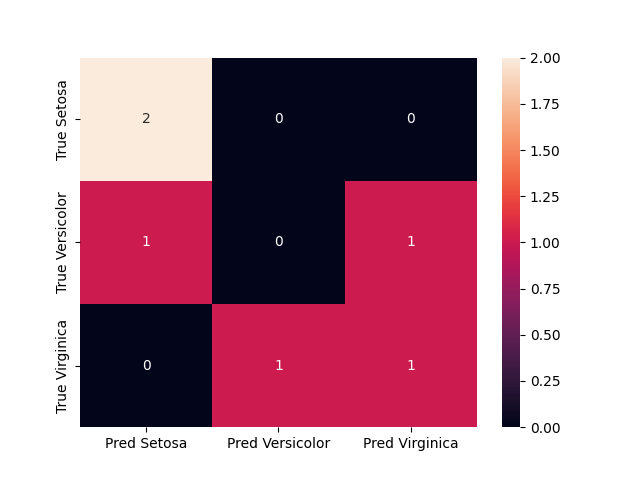 True Setosa
2 0 0
True Versicolor
1 0 1
True Virginica
0 1 1
Pred Setosa Pred Versicolor Pred Virginica
2.00
1.75
1.50
1.25
1.00
0.75
0.50
0.25
0.00